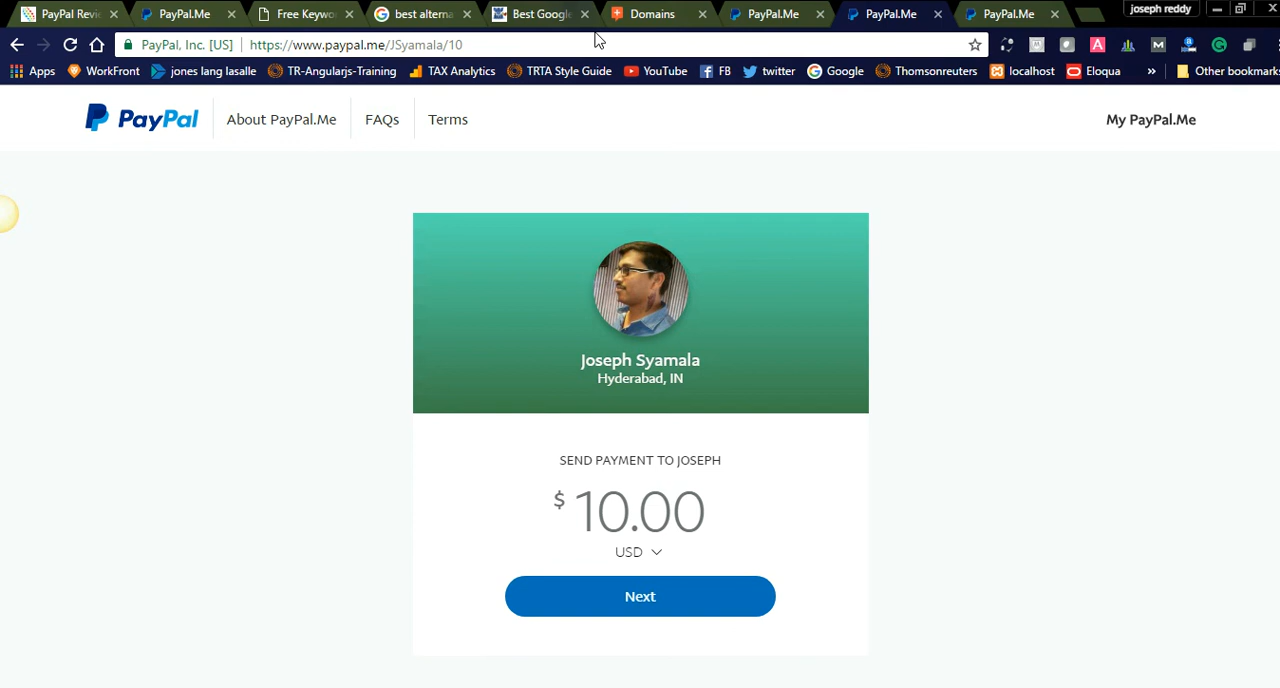 PayPal Revi
PayPal.Me
Free Keywo
best alterna
Best Google
Domains
PayPal.Me
PayPal.Me
PayPal.Me
joseph reddy
PayPal, Inc. [US]
https://www.paypal.me/JSyamala/10
Apps
WorkFront
jones lang lasalle
TR-Angularjs-Training
TAX Analytics
TRTA Style Guide
YouTube
FB
twitter
Google
Thomsonreuters
localhost
Eloqua
»
Other bookmarks
PayPal
About PayPal.Me
FAQs
Terms
My PayPal.Me
Joseph Syamala
Hyderabad, IN
SEND PAYMENT TO JOSEPH
$ 10.00
USD
Next